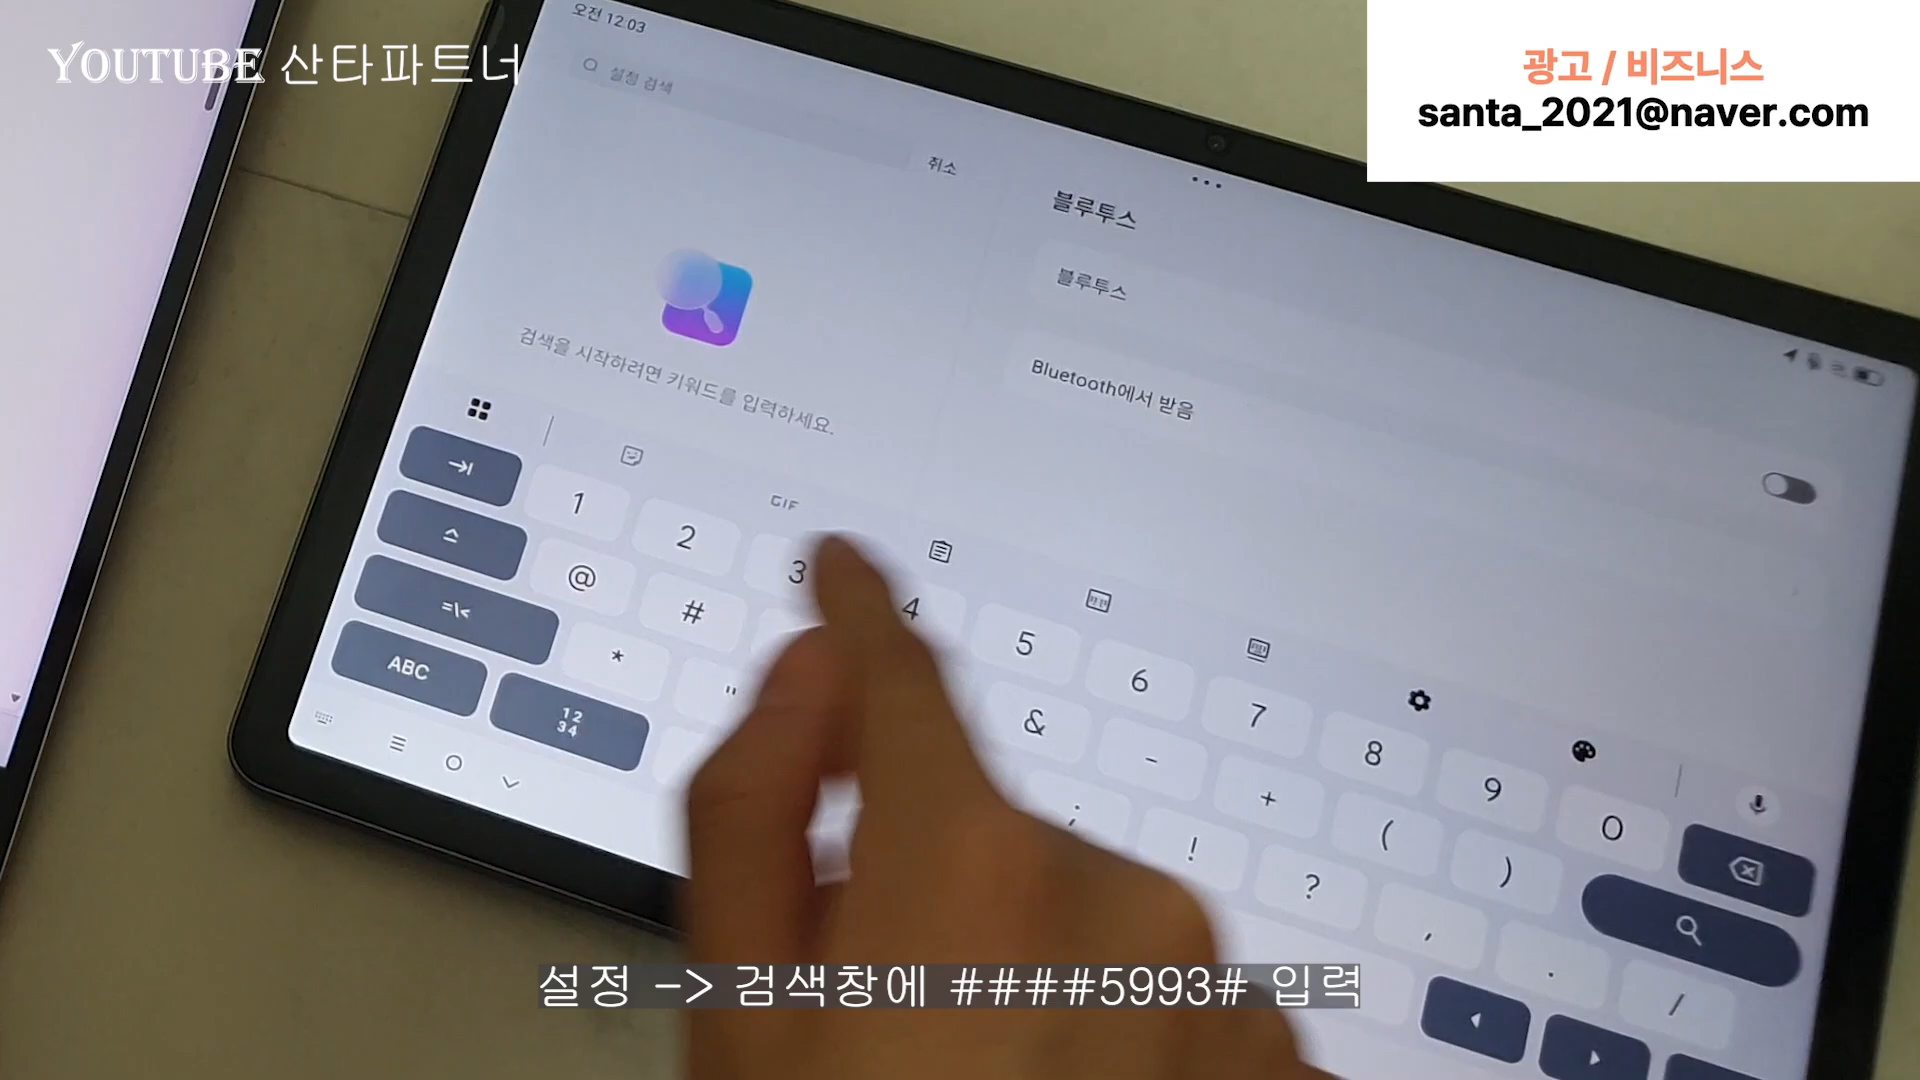 YOUTUBE 산타파트너
광고 / 비즈니스
santa_2021@naver.com
오전 12:03
설정 검색
취소
블루투스
블루투스
Bluetooth에서 받음
검색을 시작하려면 키워드를 입력하세요.
GIF
1 2 3 4 5 6 7 8 9 0
@ # & - + ( )
=\< * " ; ! ? , . /
ABC 12 34
설정 -> 검색창에 ####5993# 입력